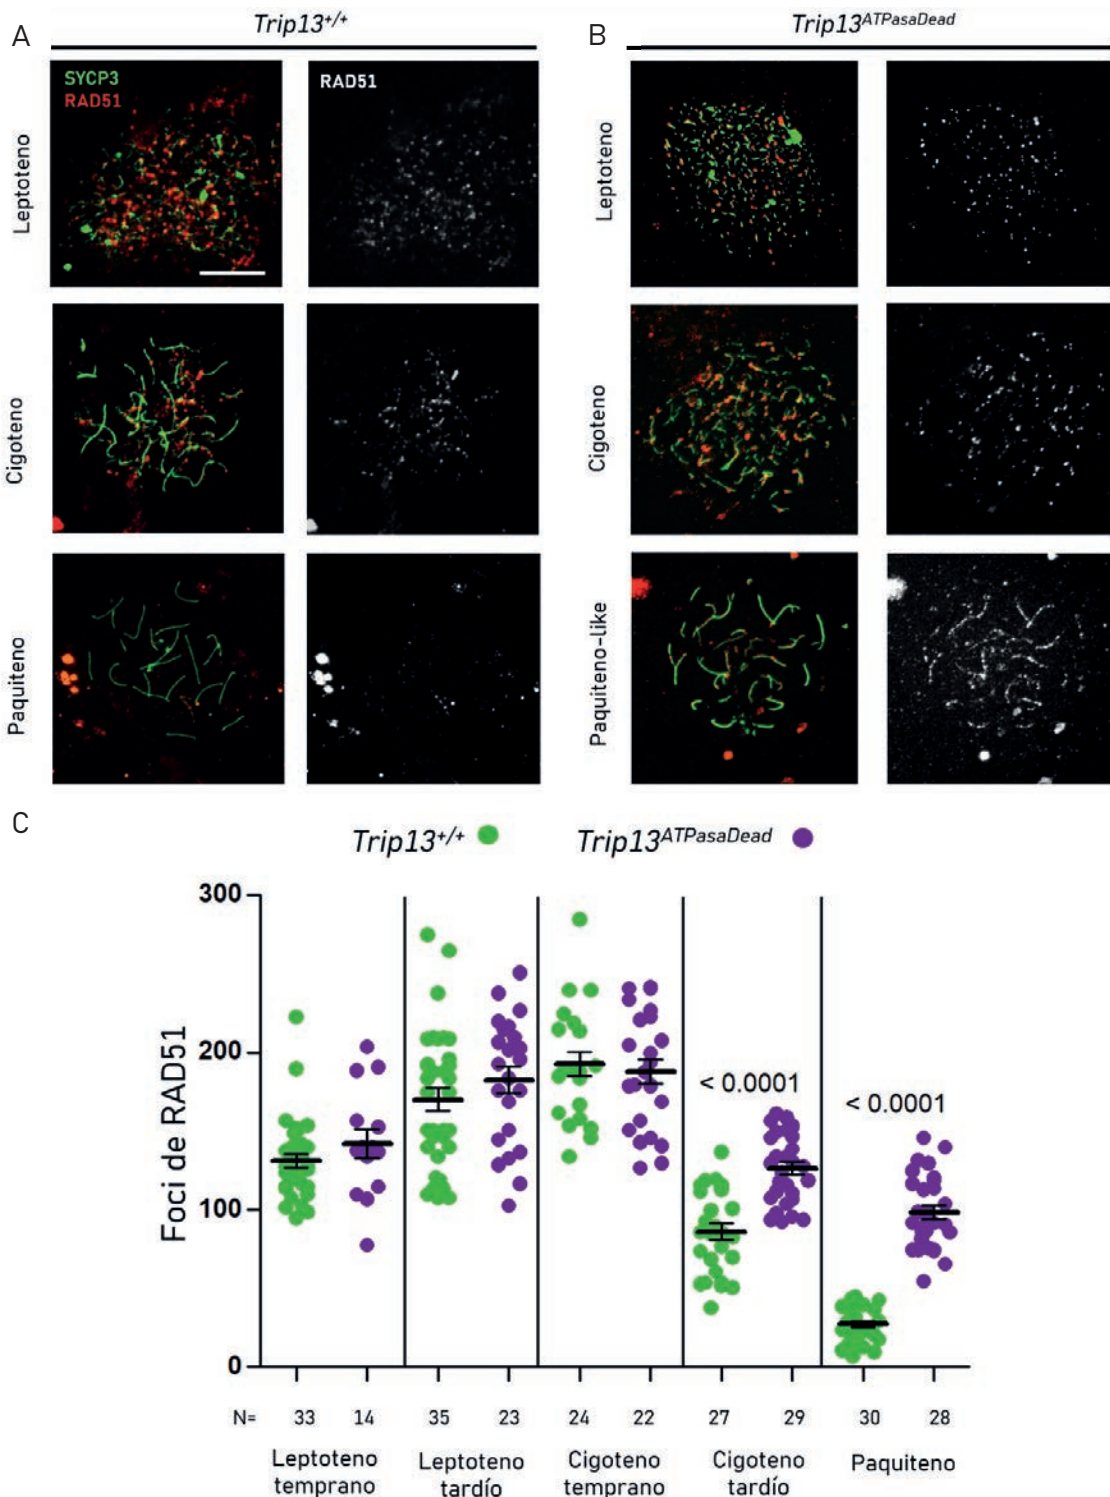 A
Trip13+/+
B
Trip13ATPasaDead
SYCP3
RAD51
RAD51
Leptoteno
Leptoteno
Cigoteno
Cigoteno
Paquiteno
Paquiteno-like
C
Trip13+/+
Trip13ATPasaDead
Foci de RAD51
300
200
100
0
< 0.0001
< 0.0001
N= 33 14 35 23 24 22 27 29 30 28
Leptoteno temprano
Leptoteno tardío
Cigoteno temprano
Cigoteno tardío
Paquiteno